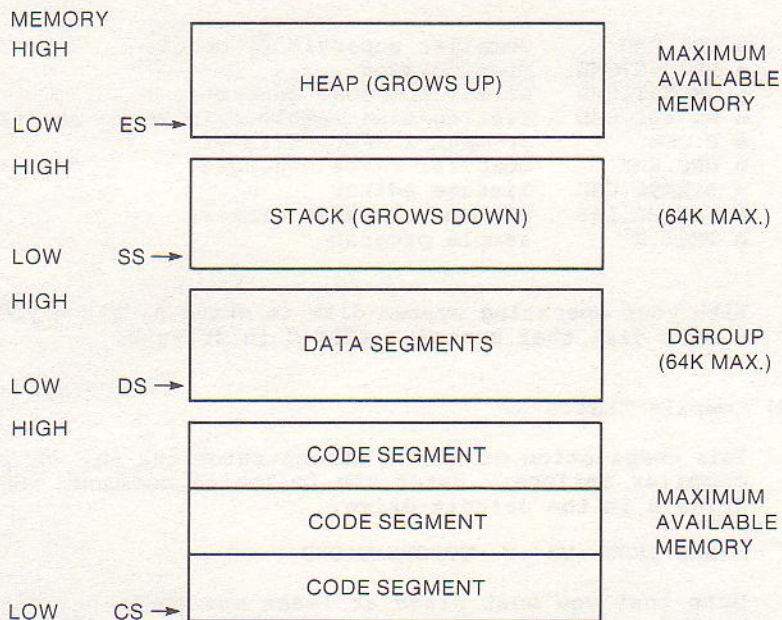 MEMORY
HIGH
HEAP (GROWS UP)
MAXIMUM
AVAILABLE
MEMORY
LOW ES
HIGH
STACK (GROWS DOWN)
(64K MAX.)
LOW SS
HIGH
DATA SEGMENTS
DGROUP
(64K MAX.)
LOW DS
HIGH
CODE SEGMENT
CODE SEGMENT
MAXIMUM
AVAILABLE
MEMORY
CODE SEGMENT
LOW CS